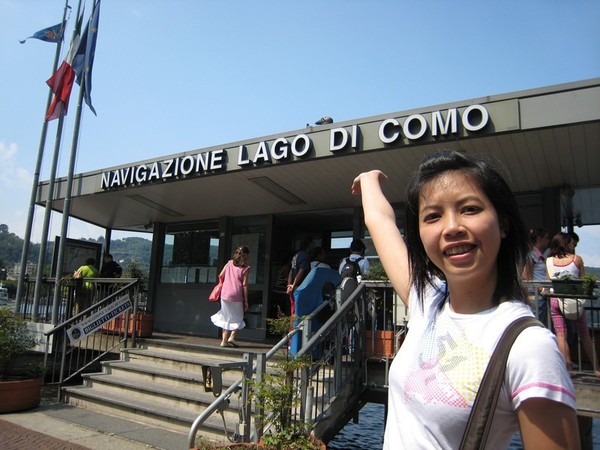 NAVIGAZIONE LAGO DI COMO
BIGLIETTERIA